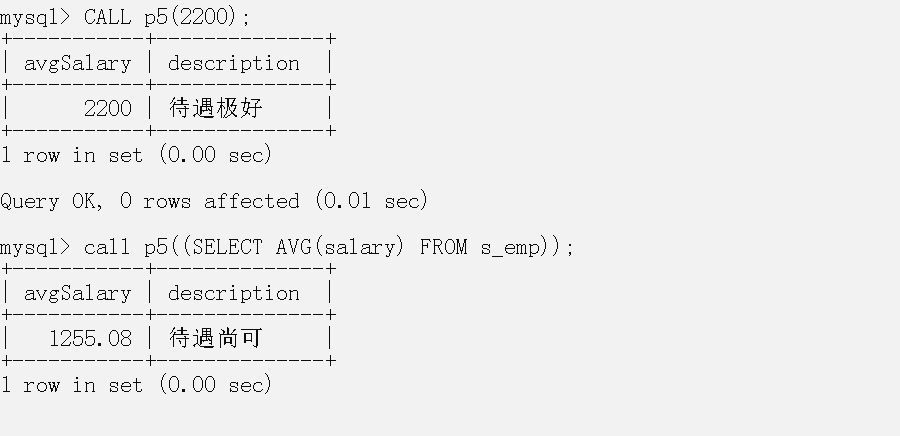 mysql> CALL p5(2200);
+-----------+--------------+
| avgSalary | description  |
+-----------+--------------+
|      2200 | 待遇极好     |
+-----------+--------------+
1 row in set (0.00 sec)
Query OK, 0 rows affected (0.01 sec)
mysql> call p5((SELECT AVG(salary) FROM s_emp));
+-----------+--------------+
| avgSalary | description  |
+-----------+--------------+
|   1255.08 | 待遇尚可     |
+-----------+--------------+
1 row in set (0.00 sec)